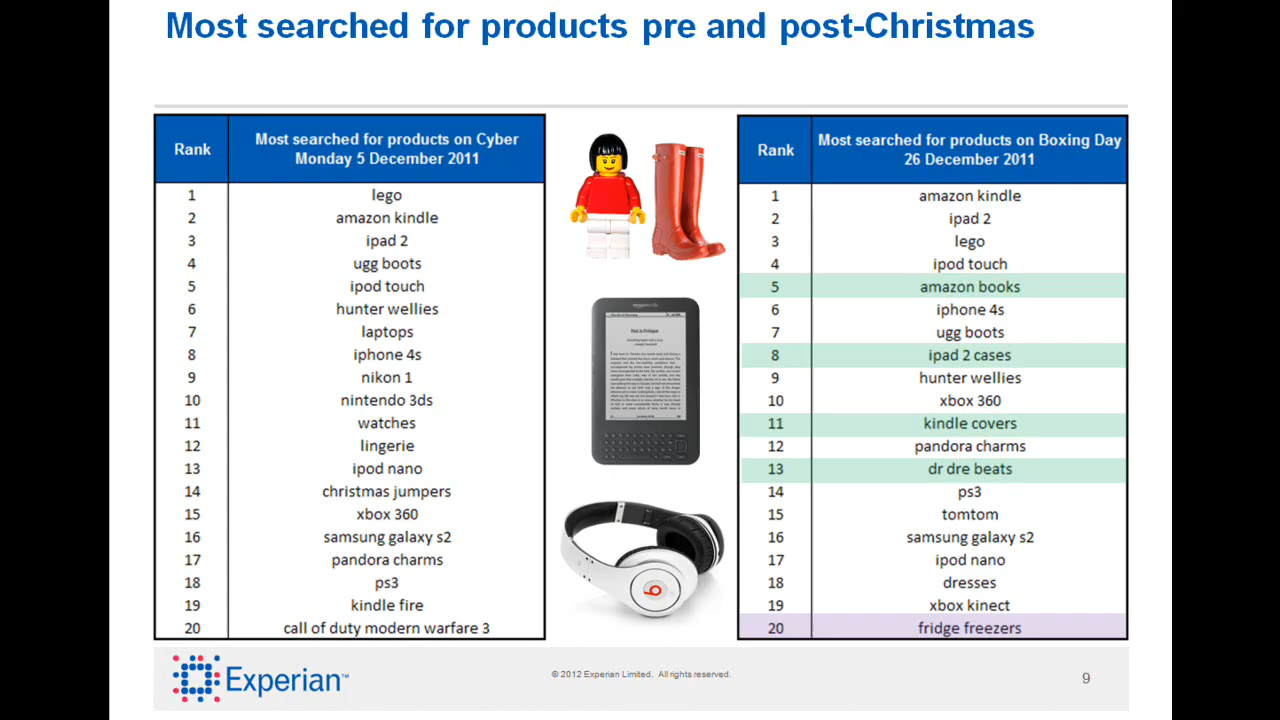 Most searched for products pre and post-Christmas
Rank
Most searched for products on Cyber
Monday 5 December 2011
1 lego
2 amazon kindle
3 ipad 2
4 ugg boots
5 ipod touch
6 hunter wellies
7 laptops
8 iphone 4s
9 nikon 1
10 nintendo 3ds
11 watches
12 lingerie
13 ipod nano
14 christmas jumpers
15 xbox 360
16 samsung galaxy s2
17 pandora charms
18 ps3
19 kindle fire
20 call of duty modern warfare 3
Rank
Most searched for products on Boxing Day
26 December 2011
1 amazon kindle
2 ipad 2
3 lego
4 ipod touch
5 amazon books
6 iphone 4s
7 ugg boots
8 ipad 2 cases
9 hunter wellies
10 xbox 360
11 kindle covers
12 pandora charms
13 dr dre beats
14 ps3
15 tomtom
16 samsung galaxy s2
17 ipod nano
18 dresses
19 xbox kinect
20 fridge freezers
Experian™
© 2012 Experian Limited. All rights reserved.
9